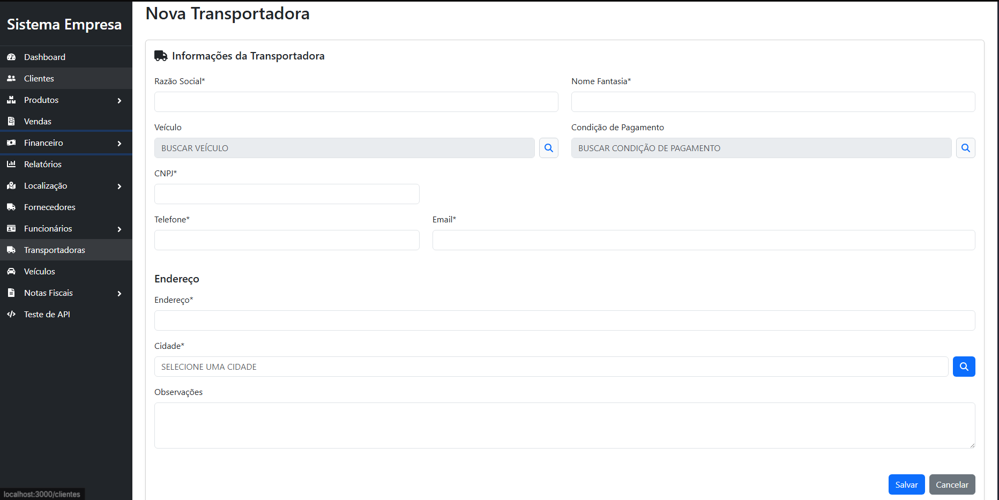 Sistema Empresa
Dashboard
Clientes
Produtos
Vendas
Financeiro
Relatórios
Localização
Fornecedores
Funcionários
Transportadoras
Veículos
Notas Fiscais
Teste de API
localhost:3000/clientes
Nova Transportadora
Informações da Transportadora
Razão Social* Nome Fantasia*
Veículo Condição de Pagamento
BUSCAR VEÍCULO BUSCAR CONDIÇÃO DE PAGAMENTO
CNPJ*
Telefone* Email*
Endereço
Endereço*
Cidade*
SELECIONE UMA CIDADE
Observações
Salvar Cancelar